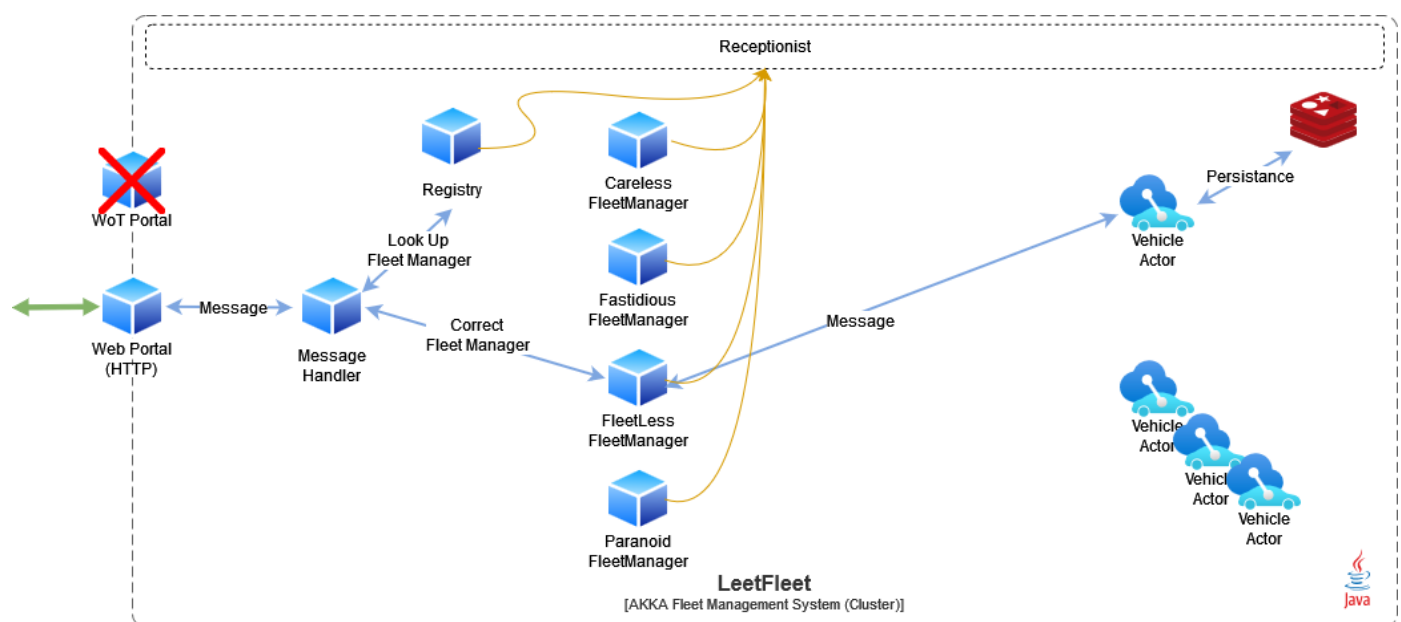 Receptionist
Registry
Careless
FleetManager
Persistance
WoT Portal
Look Up
Fleet Manager
Vehicle
Actor
Fastidious
FleetManager
Message
Web Portal
(HTTP)
Message
Handler
Correct
Fleet Manager
Message
FleetLess
FleetManager
Vehicle
Actor
Vehicle
Actor
Vehicle
Actor
Paranoid
FleetManager
LeetFleet
[AKKA Fleet Management System (Cluster)]
Java